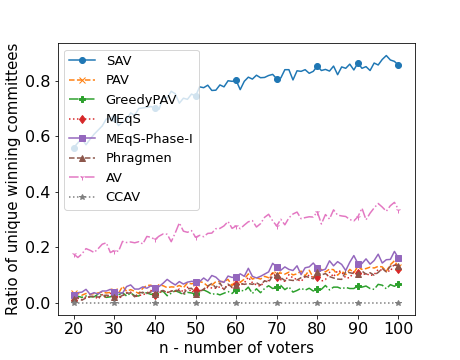 Ratio of unique winning committees
0.8
0.6
0.4
0.2
0.0
SAV
PAV
GreedyPAV
MEqS
MEqS-Phase-I
Phragmen
AV
CCAV
20 30 40 50 60 70 80 90 100
n - number of voters